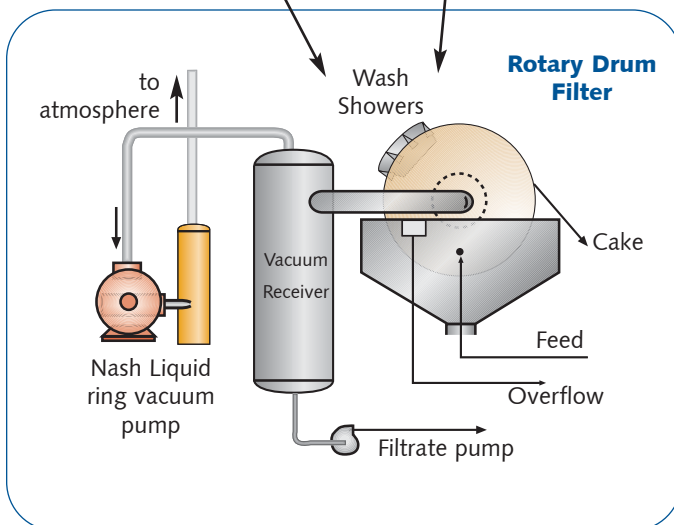 Rotary Drum
Filter
to
atmosphere
Wash
Showers
Vacuum
Receiver
Cake
Feed
Overflow
Nash Liquid
ring vacuum
pump
Filtrate pump